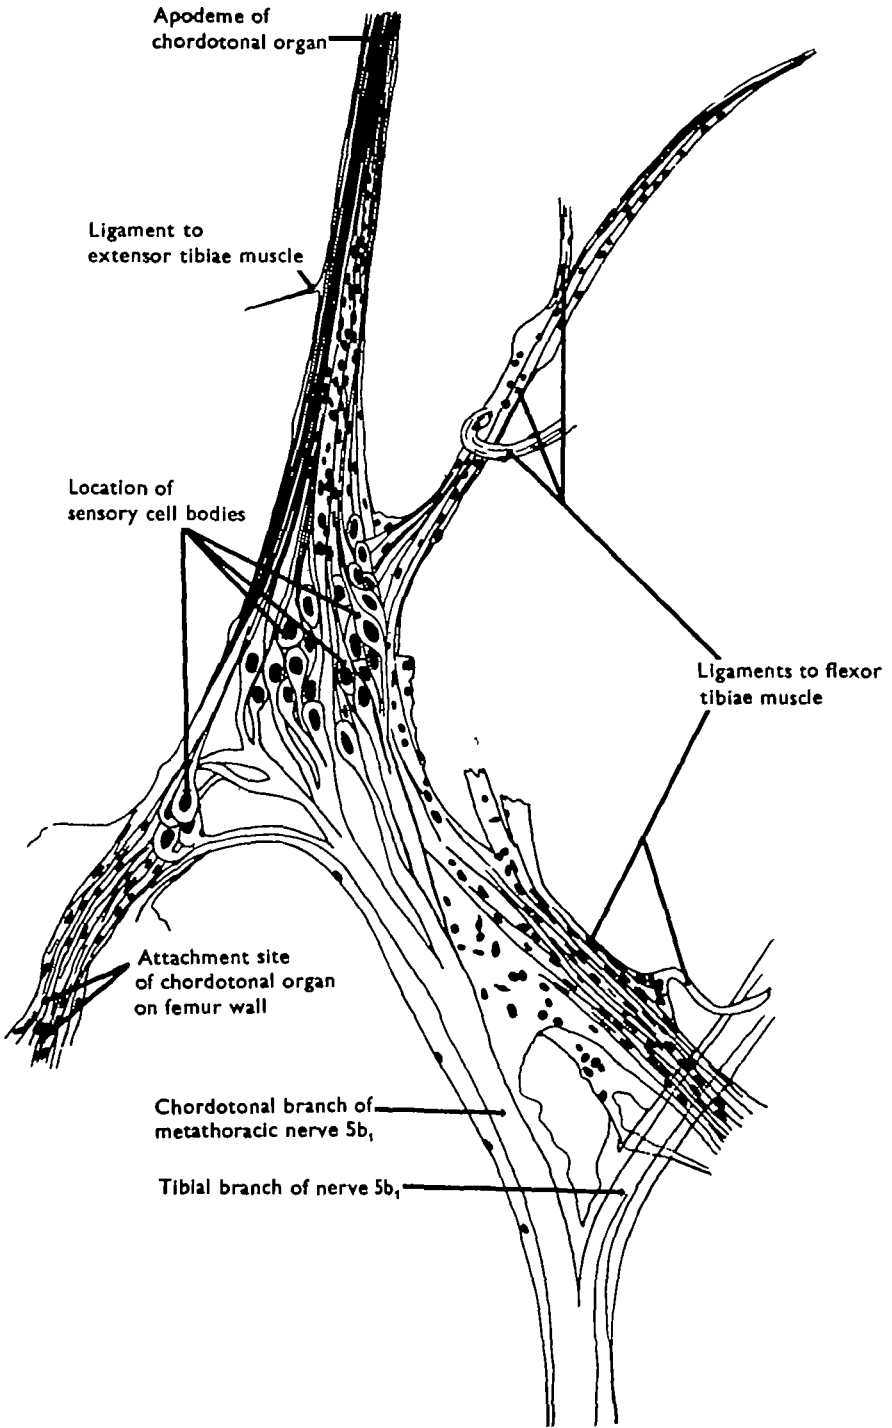 Apodeme of
chordotonal organ
Ligament to
extensor tibiae muscle
Location of
sensory cell bodies
Ligaments to flexor
tibiae muscle
Attachment site
of chordotonal organ
on femur wall
Chordotonal branch of
metathoracic nerve 5b₁
Tibial branch of nerve 5b₁